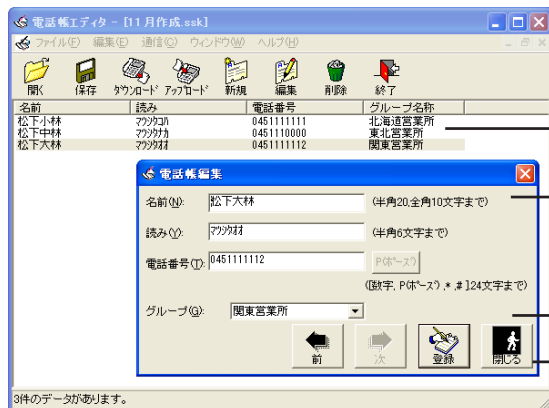 電話帳エディタ - [11月作成.ssk]
ファイル(F) 編集(E) 通信(C) ウィンドウ(W) ヘルプ(H)
開く 保存 ダウンロード アップロード 新規 編集 削除 終了
名前 読み 電話番号 グループ名称
松下小林 ﾏﾂｼﾀｺﾊﾞ 0451111111 北海道営業所
松下中林 ﾏﾂｼﾀﾅｶ 0451110000 東北営業所
松下大林 ﾏﾂｼﾀｵｵ 0451111112 関東営業所
電話帳編集
名前(N): 松下大林 (半角20,全角10文字まで)
読み(Y): ﾏﾂｼﾀｵｵ (半角6文字まで)
電話番号(T): 0451111112 P(ﾎﾟｰｽﾞ)
([数字, P(ﾎﾟｰｽﾞ),*,#]24文字まで)
グループ(G): 関東営業所
前 次 登録 閉じる
3件のデータがあります。